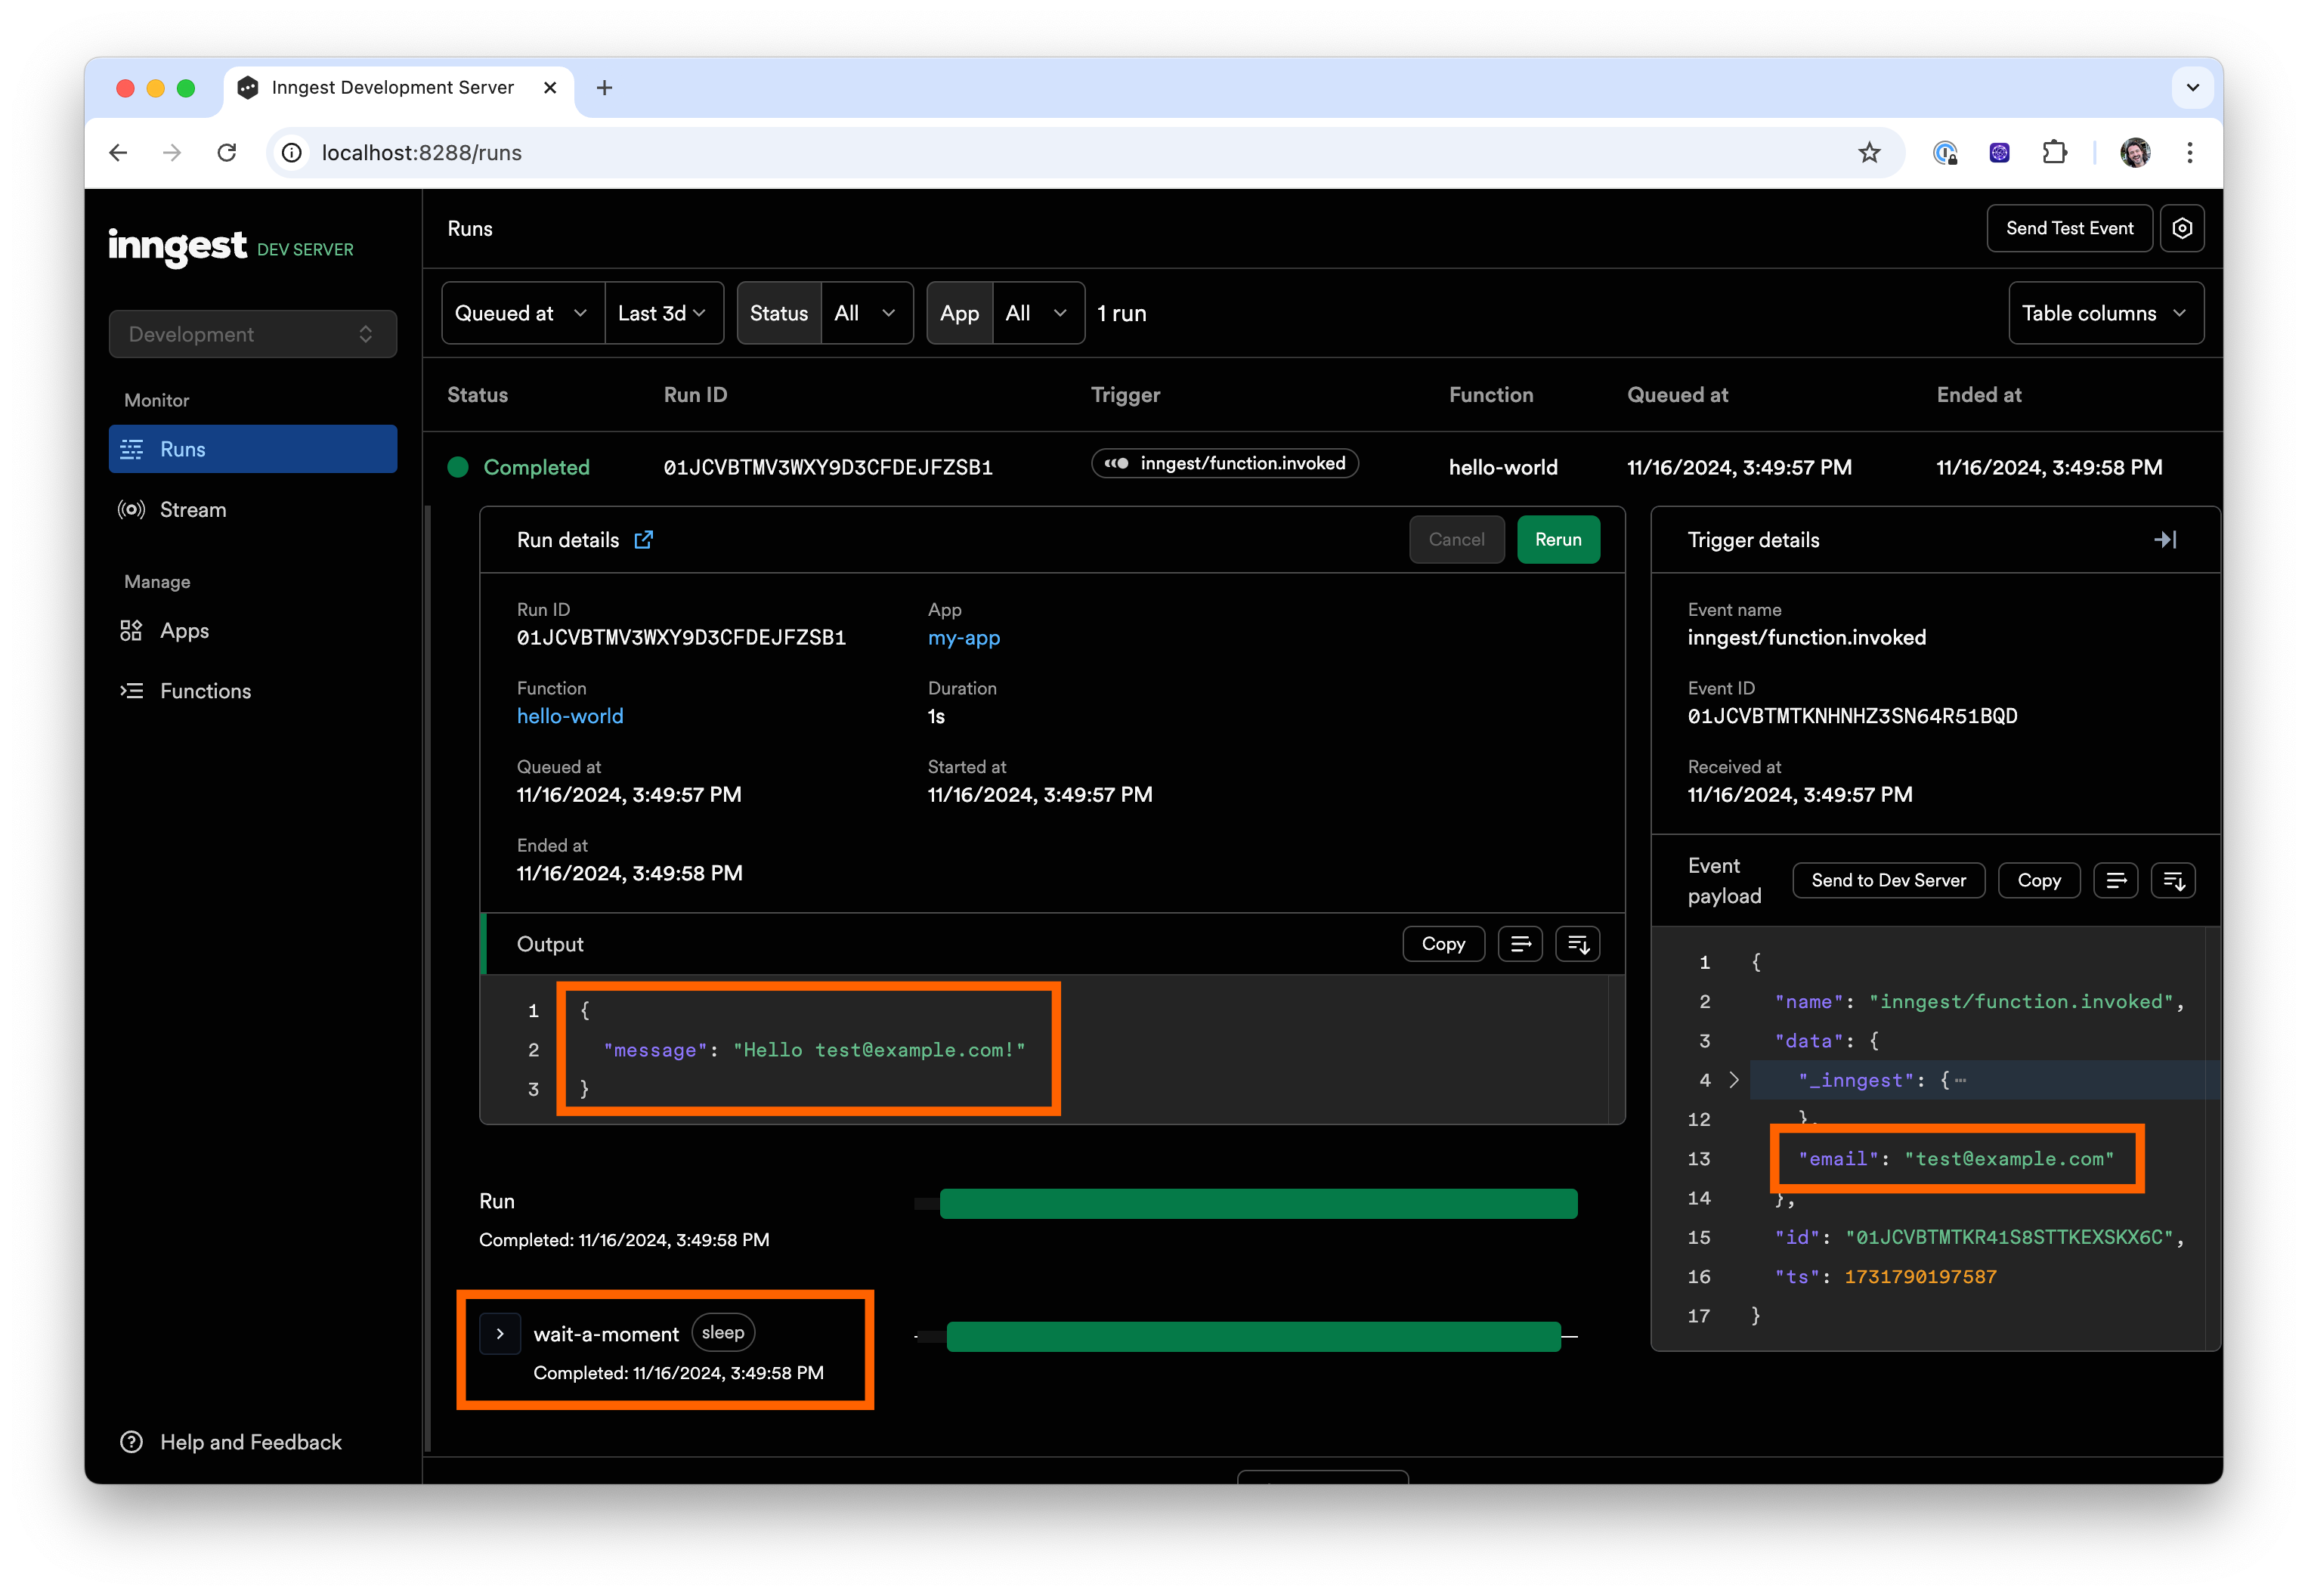 Inngest Development Server
localhost:8288/runs
inngest DEV SERVER
Development
Monitor
Runs
Stream
Manage
Apps
Functions
Help and Feedback
Runs
Send Test Event
Queued at Last 3d Status All App All 1 run
Table columns
Status Run ID Trigger Function Queued at Ended at
Completed 01JCVBTMV3WXY9D3CFDEJFZSB1 inngest/function.invoked hello-world 11/16/2024, 3:49:57 PM 11/16/2024, 3:49:58 PM
Run details Cancel Rerun
Run ID App
01JCVBTMV3WXY9D3CFDEJFZSB1 my-app
Function Duration
hello-world 1s
Queued at Started at
11/16/2024, 3:49:57 PM 11/16/2024, 3:49:57 PM
Ended at
11/16/2024, 3:49:58 PM
Output Copy
1 {
2 "message": "Hello test@example.com!"
3 }
Run
Completed: 11/16/2024, 3:49:58 PM
wait-a-moment sleep
Completed: 11/16/2024, 3:49:58 PM
Trigger details
Event name
inngest/function.invoked
Event ID
01JCVBTMTKNHNHZ3SN64R51BQD
Received at
11/16/2024, 3:49:57 PM
Event
payload
Send to Dev Server Copy
1 {
2 "name": "inngest/function.invoked",
3 "data": {
4 "_inngest": {…
12 },
13 "email": "test@example.com"
14 },
15 "id": "01JCVBTMTKR41S8STTKEXSKX6C",
16 "ts": 1731790197587
17 }